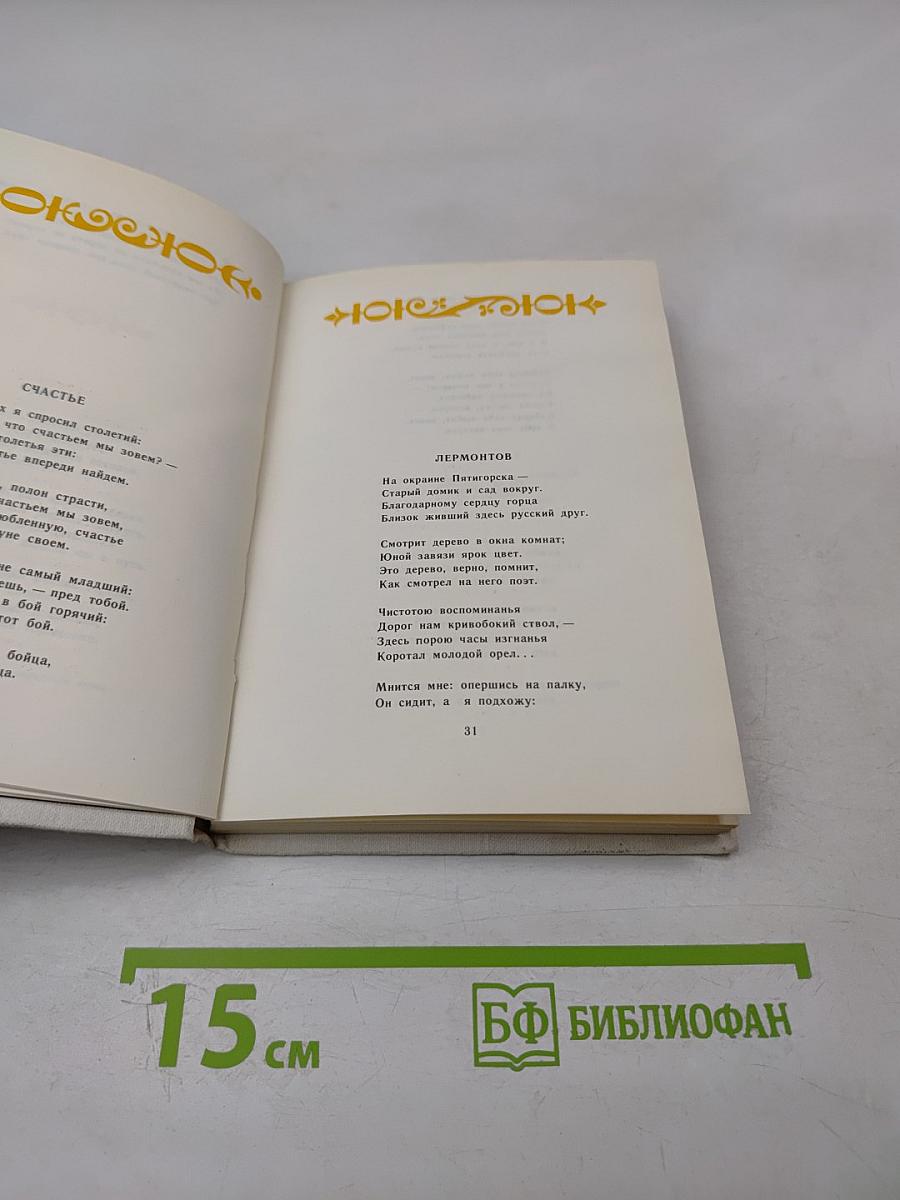 СЧАСТЬЕ
х я спросил столетий:
что счастьем мы зовем? —
толетья эти:
тье впереди найдем.
, полон страсти,
частьем мы зовем,
юбленную, счастье
уне своем.
не самый младший:
ешь, — пред тобой.
в бой горячий:
тот бой.
бойца,
ца.
ЛЕРМОНТОВ
На окраине Пятигорска —
Старый домик и сад вокруг.
Благодарному сердцу горца
Близок живший здесь русский друг.
Смотрит дерево в окна комнат;
Юной завязи ярок цвет.
Это дерево, верно, помнит,
Как смотрел на него поэт.
Чистотою воспоминанья
Дорог нам кривобокий ствол, —
Здесь порою часы изгнанья
Коротал молодой орел...
Мнится мне: опершись на палку,
Он сидит, а я подхожу:
31
15 см
БФ БИБЛИОФАН